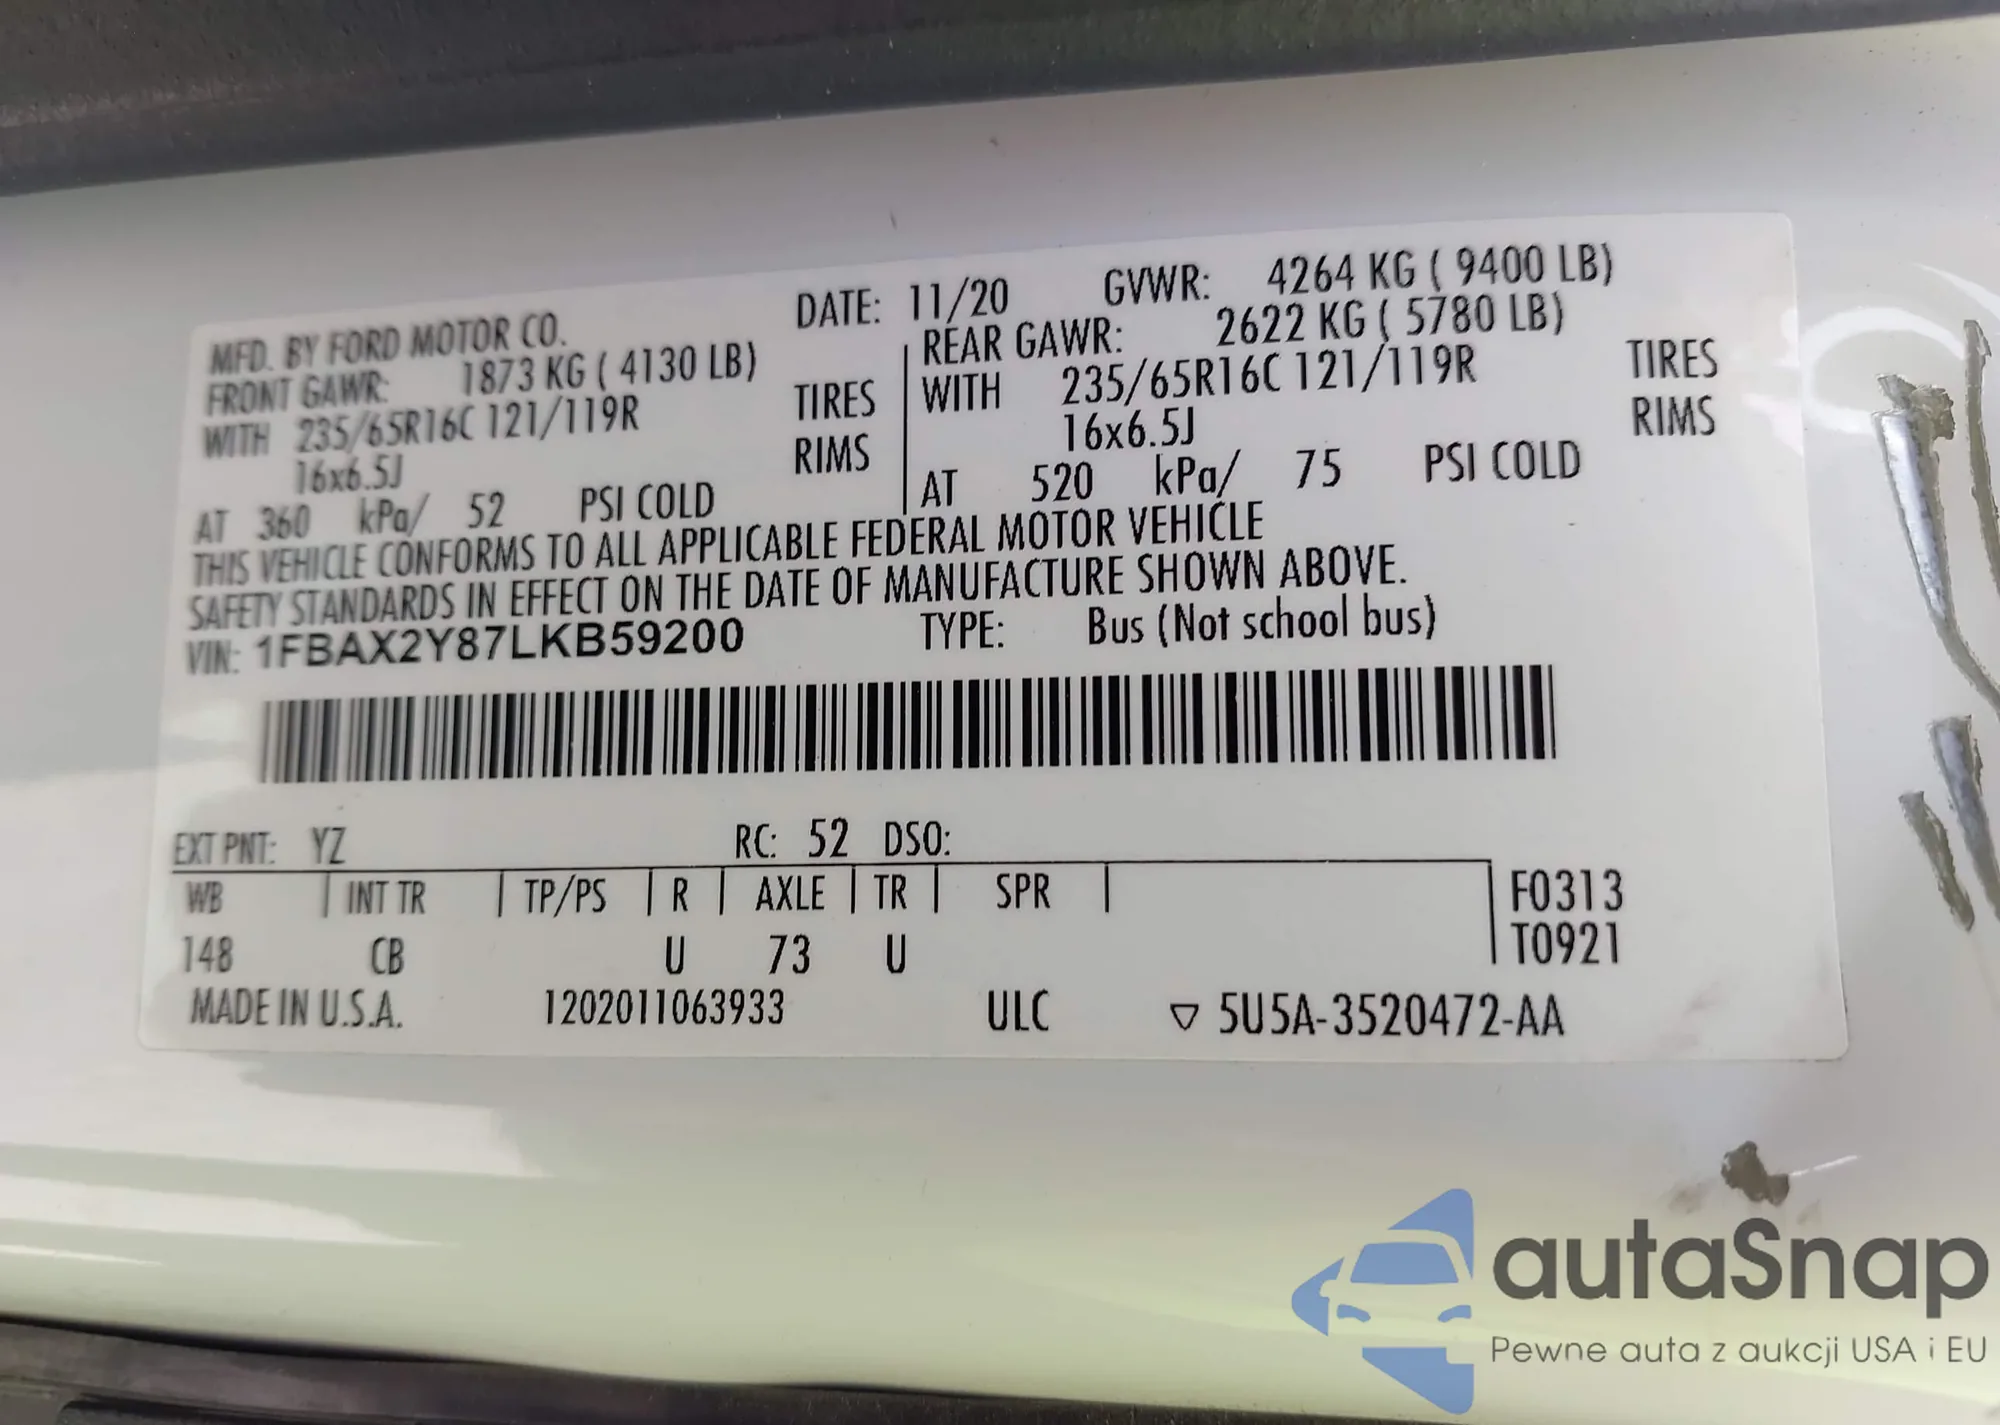 MFD. BY FORD MOTOR CO. DATE: 11/20 GVWR: 4264 KG ( 9400 LB)
FRONT GAWR: 1873 KG ( 4130 LB)
WITH 235/65R16C 121/119R TIRES
16x6.5J RIMS
AT 360 kPa/ 52 PSI COLD
REAR GAWR: 2622 KG ( 5780 LB)
WITH 235/65R16C 121/119R TIRES
16x6.5J RIMS
AT 520 kPa/ 75 PSI COLD
THIS VEHICLE CONFORMS TO ALL APPLICABLE FEDERAL MOTOR VEHICLE
SAFETY STANDARDS IN EFFECT ON THE DATE OF MANUFACTURE SHOWN ABOVE.
VIN: 1FBAX2Y87LKB59200 TYPE: Bus (Not school bus)
EXT PNT: YZ RC: 52 DSO:
WB INT TR TP/PS R AXLE TR SPR F0313
T0921
148 CB U 73 U
MADE IN U.S.A. 1202011063933 ULC ▽ 5U5A-3520472-AA
autaSnap
Pewne auta z aukcji USA i EU